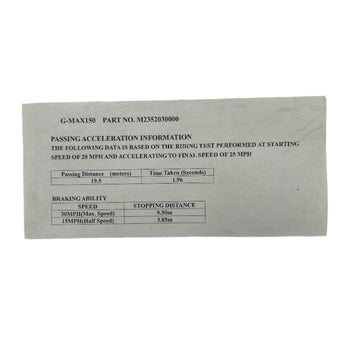 G-MAX150 PART NO. M2352030000
PASSING ACCELERATION INFORMATION
THE FOLLOWING DATA IS BASED ON THE RIDING TEST PERFORMED AT STARTING
SPEED OF 20 MPH AND ACCELERATING TO FINAL SPEED OF 25 MPH
Passing Distance (meters) Time Taken (Seconds)
19.5 1.96
BRAKING ABILITY
SPEED STOPPING DISTANCE
30MPH(Max. Speed) 9.50m
15MPH(Half Speed) 3.85m